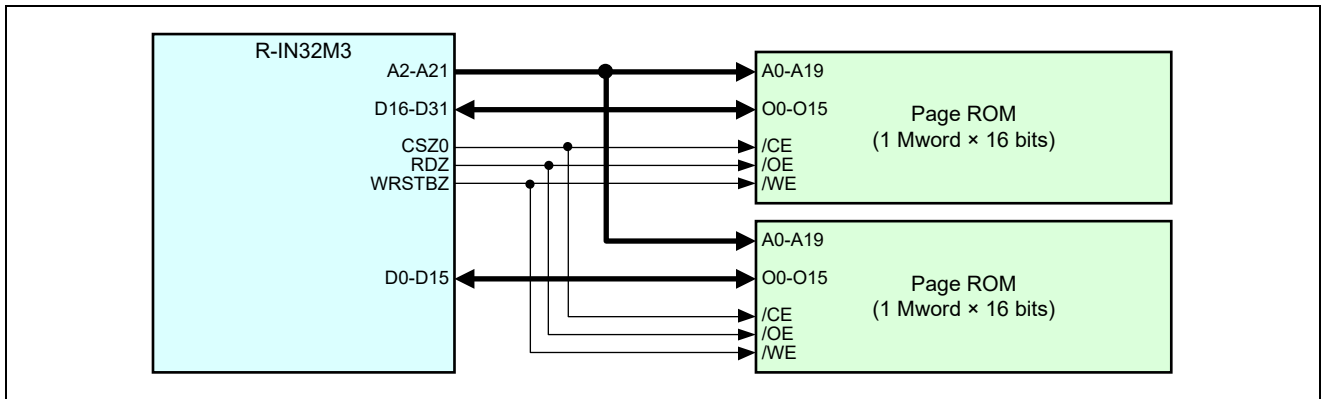 R-IN32M3
A2-A21
D16-D31
CSZ0
RDZ
WRSTBZ
D0-D15
A0-A19
O0-O15
/CE
/OE
/WE
Page ROM
(1 Mword × 16 bits)
A0-A19
O0-O15
/CE
/OE
/WE
Page ROM
(1 Mword × 16 bits)